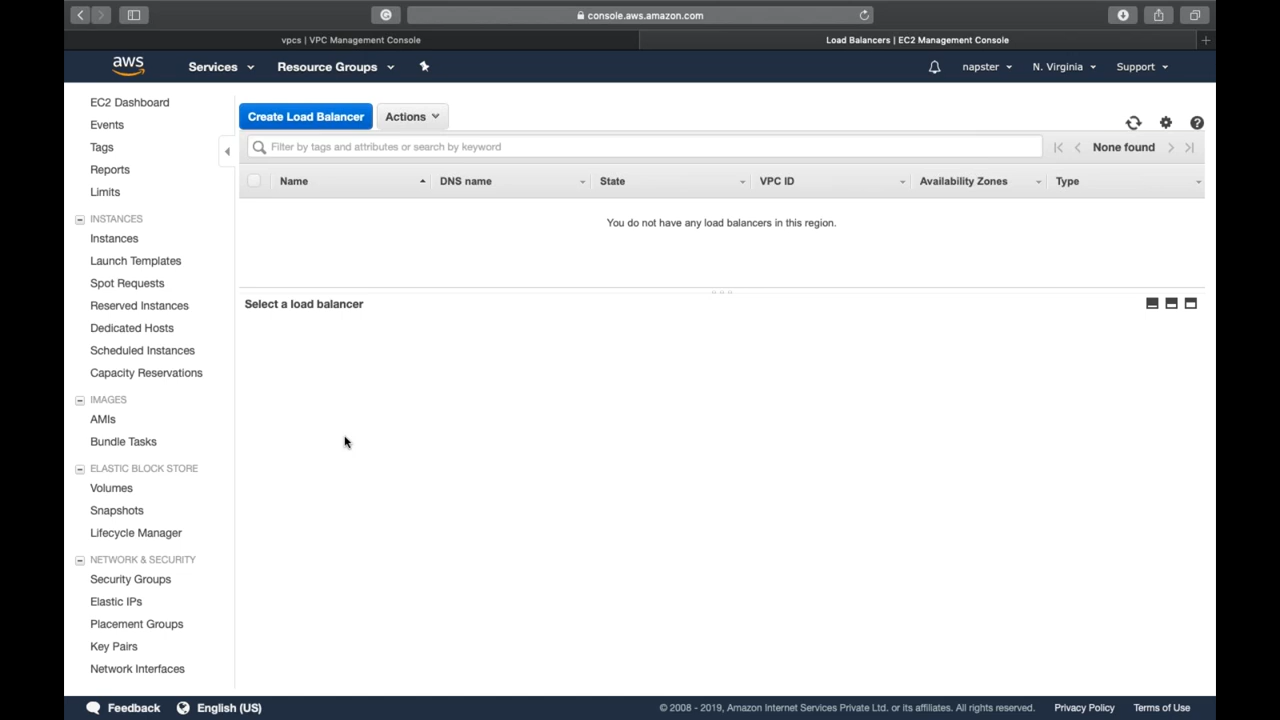 console.aws.amazon.com
vpcs | VPC Management Console
Load Balancers | EC2 Management Console
aws
Services
Resource Groups
napster
N. Virginia
Support
EC2 Dashboard
Events
Tags
Reports
Limits
INSTANCES
Instances
Launch Templates
Spot Requests
Reserved Instances
Dedicated Hosts
Scheduled Instances
Capacity Reservations
IMAGES
AMIs
Bundle Tasks
ELASTIC BLOCK STORE
Volumes
Snapshots
Lifecycle Manager
NETWORK & SECURITY
Security Groups
Elastic IPs
Placement Groups
Key Pairs
Network Interfaces
Create Load Balancer
Actions
Filter by tags and attributes or search by keyword
None found
Name
DNS name
State
VPC ID
Availability Zones
Type
You do not have any load balancers in this region.
Select a load balancer
Feedback
English (US)
© 2008 - 2019, Amazon Internet Services Private Ltd. or its affiliates. All rights reserved.
Privacy Policy
Terms of Use